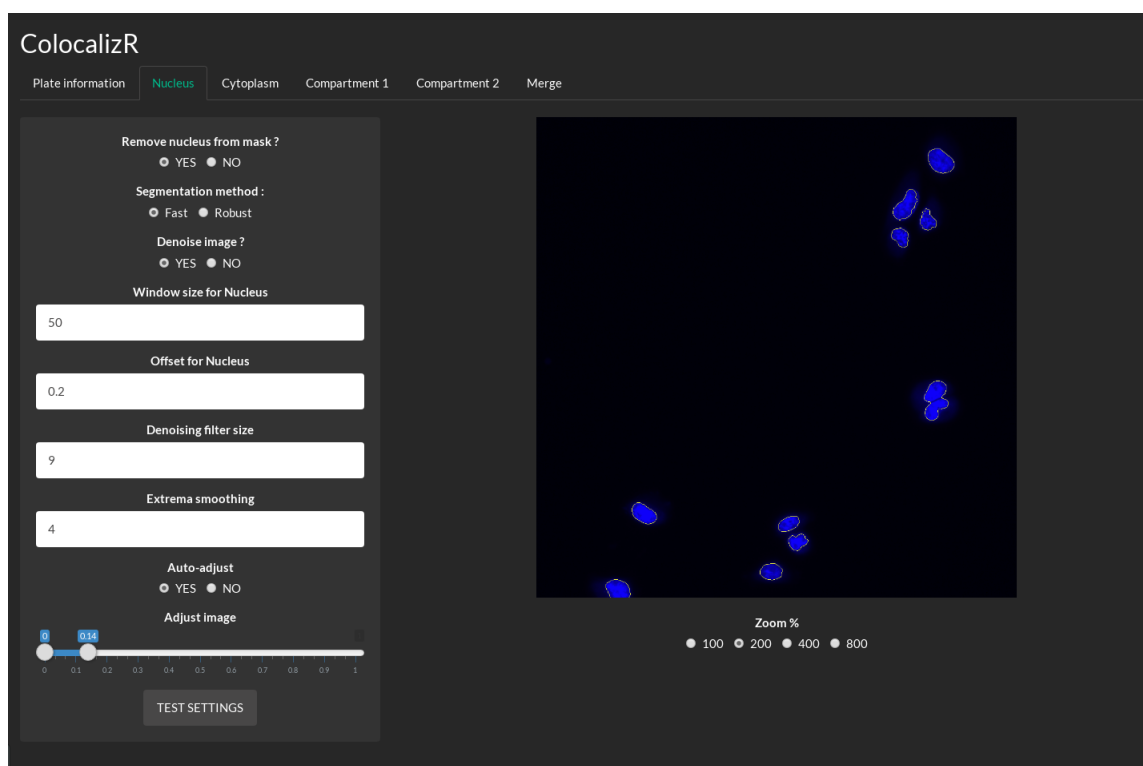 ColocalizR
Plate information Nucleus Cytoplasm Compartment 1 Compartment 2 Merge
Remove nucleus from mask ?
YES NO
Segmentation method :
Fast Robust
Denoise image ?
YES NO
Window size for Nucleus
50
Offset for Nucleus
0.2
Denoising filter size
9
Extrema smoothing
4
Auto-adjust
YES NO
Adjust image
0 0.14
0 0.1 0.2 0.3 0.4 0.5 0.6 0.7 0.8 0.9 1
TEST SETTINGS
Zoom %
100 200 400 800